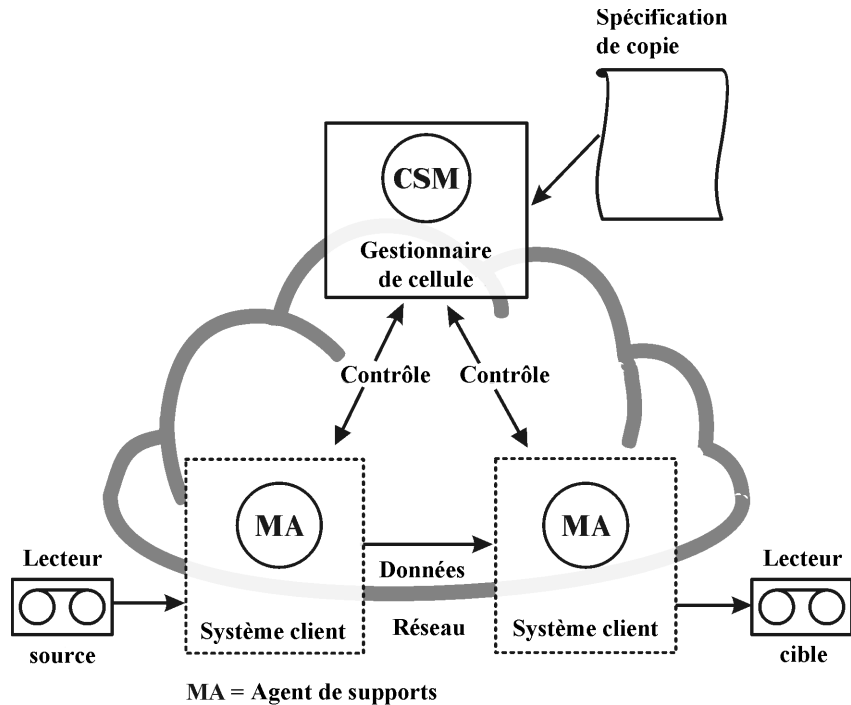 Spécification
de copie
CSM
Gestionnaire
de cellule
Contrôle
Contrôle
MA
MA
Lecteur
Données
Lecteur
Système client
Réseau
Système client
source
cible
MA = Agent de supports